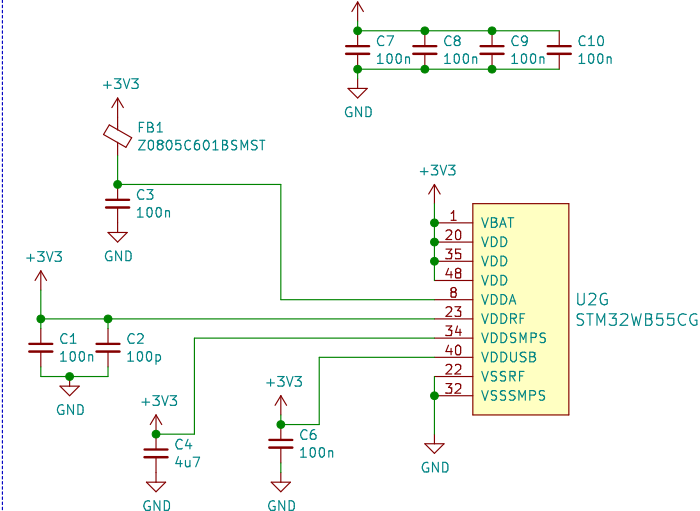 C7 C8 C9 C10
100n 100n 100n 100n
GND
+3V3
FB1
Z0805C601BSMST
C3
100n
GND
+3V3
1 VBAT
20 VDD
35 VDD
48 VDD
8 VDDA
23 VDDRF
34 VDDSMPS
40 VDDUSB
22 VSSRF
32 VSSSMPS
U2G
STM32WB55CG
GND
+3V3
C1 C2
100n 100p
GND
+3V3
C4
4u7
GND
+3V3
C6
100n
GND